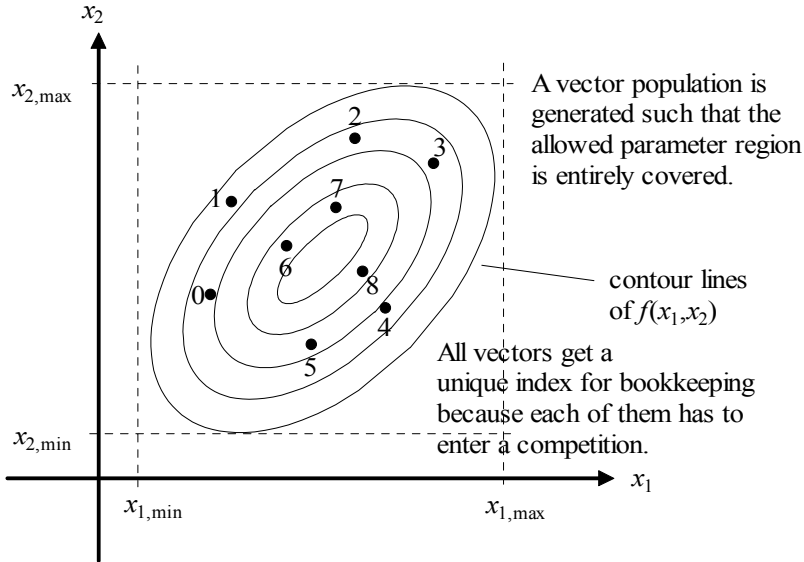 x2
x2,max
A vector population is
generated such that the
allowed parameter region
is entirely covered.
2
3
7
1
6
8
0
4
5
contour lines
of f(x1,x2)
All vectors get a
unique index for bookkeeping
because each of them has to
enter a competition.
x2,min
x1
x1,min
x1,max